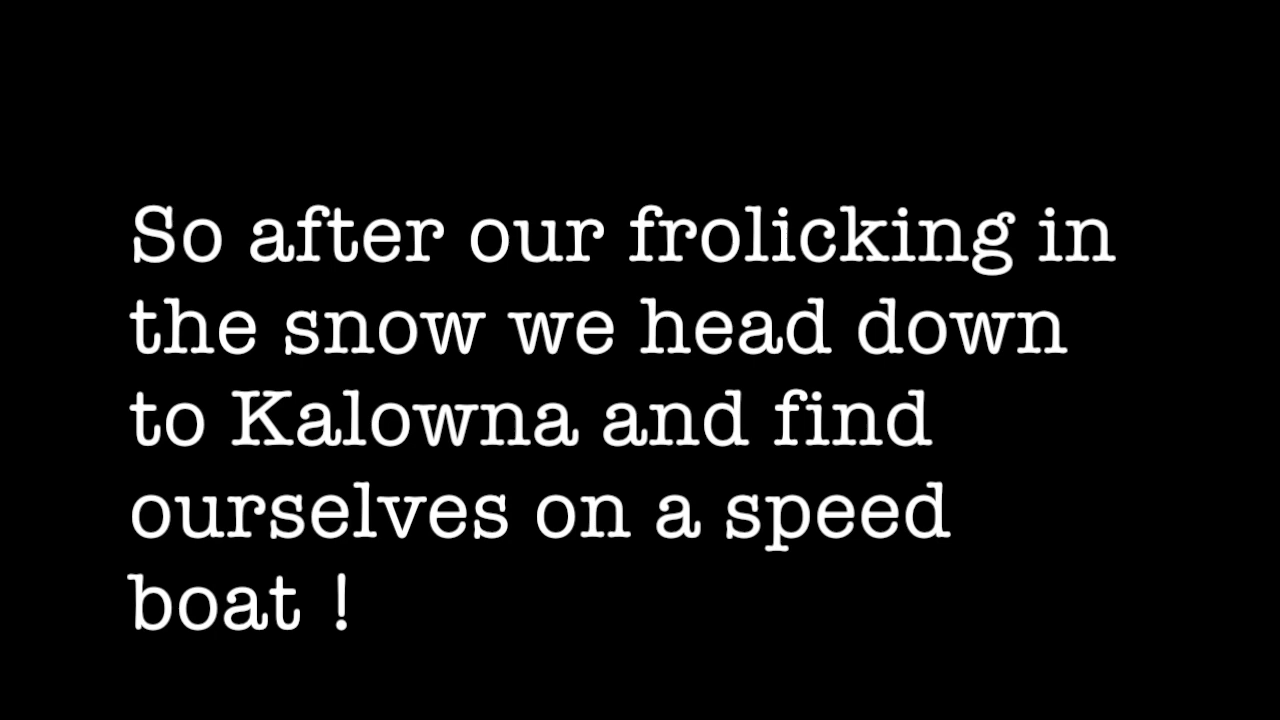 So after our frolicking in
the snow we head down
to Kalowna and find
ourselves on a speed
boat !